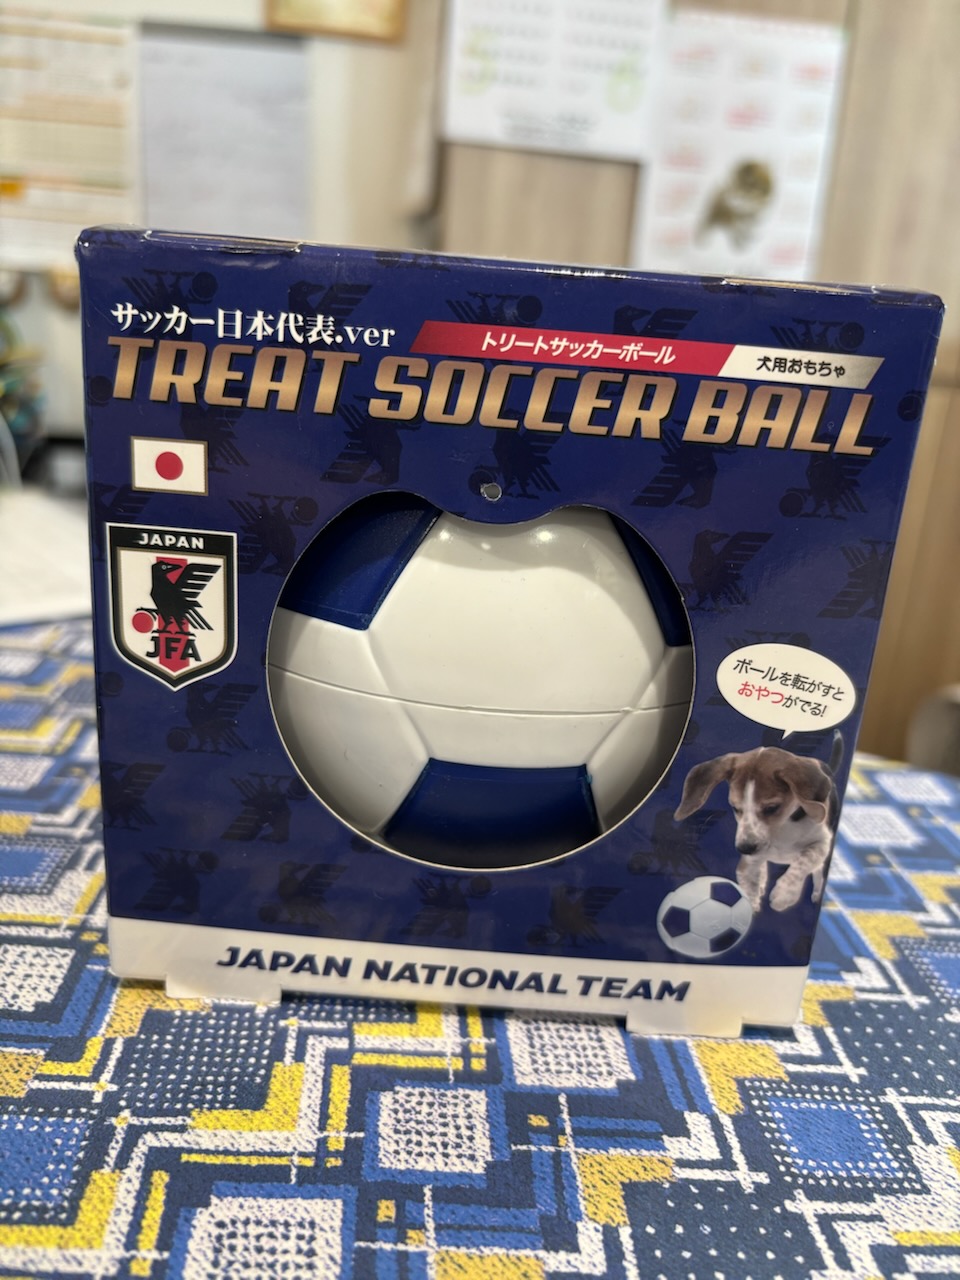 サッカー日本代表.ver
トリートサッカーボール
犬用おもちゃ
TREAT SOCCER BALL
JAPAN
JFA
ボールを転がすと
おやつがでる!
JAPAN NATIONAL TEAM